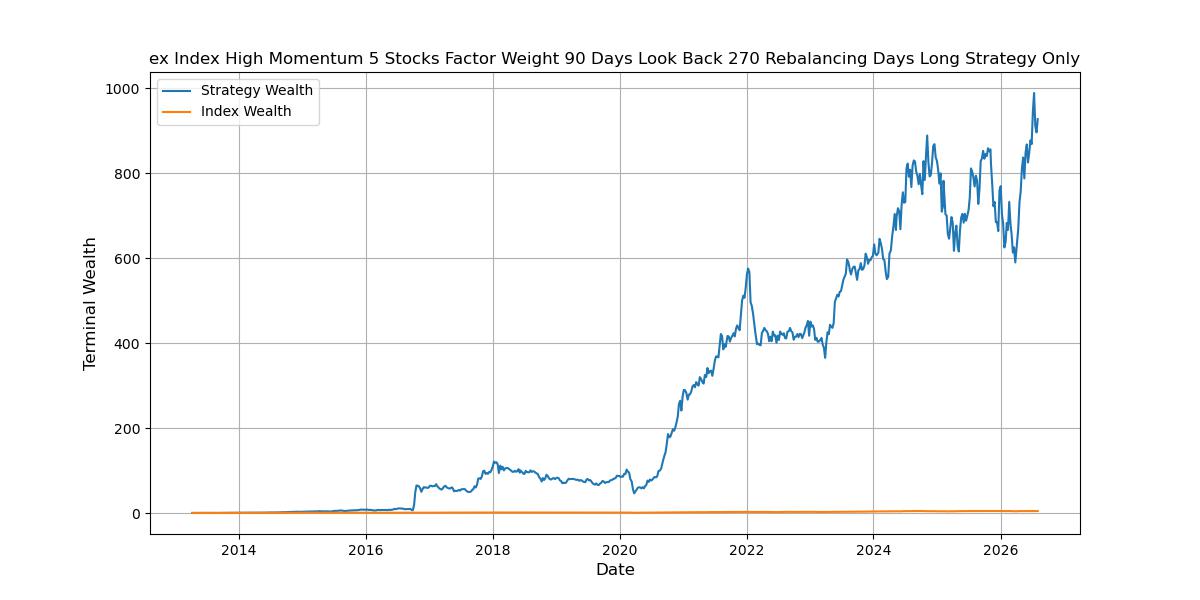 ex Index High Momentum 5 Stocks Factor Weight 90 Days Look Back 270 Rebalancing Days Long Strategy Only
Strategy Wealth
Index Wealth
1000
800
600
400
200
0
Terminal Wealth
2014 2016 2018 2020 2022 2024 2026
Date